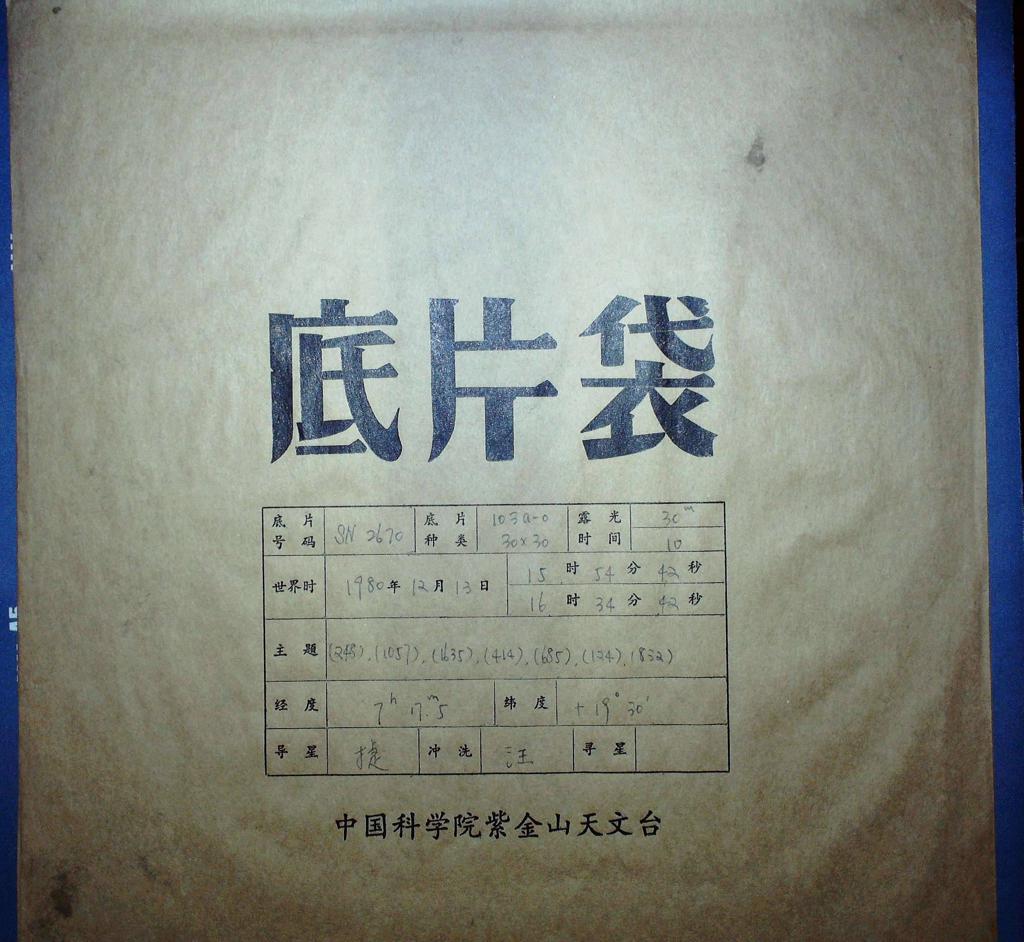 底片袋
底片号码 SN 2670 底片种类 103a-0 30×30 露光时间 30ᵐ 10
世界时 1980年12月13日 15时54分42秒
16时34分42秒
主题 (248),(1057),(1635),(414),(685),(124),(832)
经度 7ʰ 17ᵐ.5 纬度 +19°30′
导星 捷 冲洗 汪 寻星
中国科学院紫金山天文台